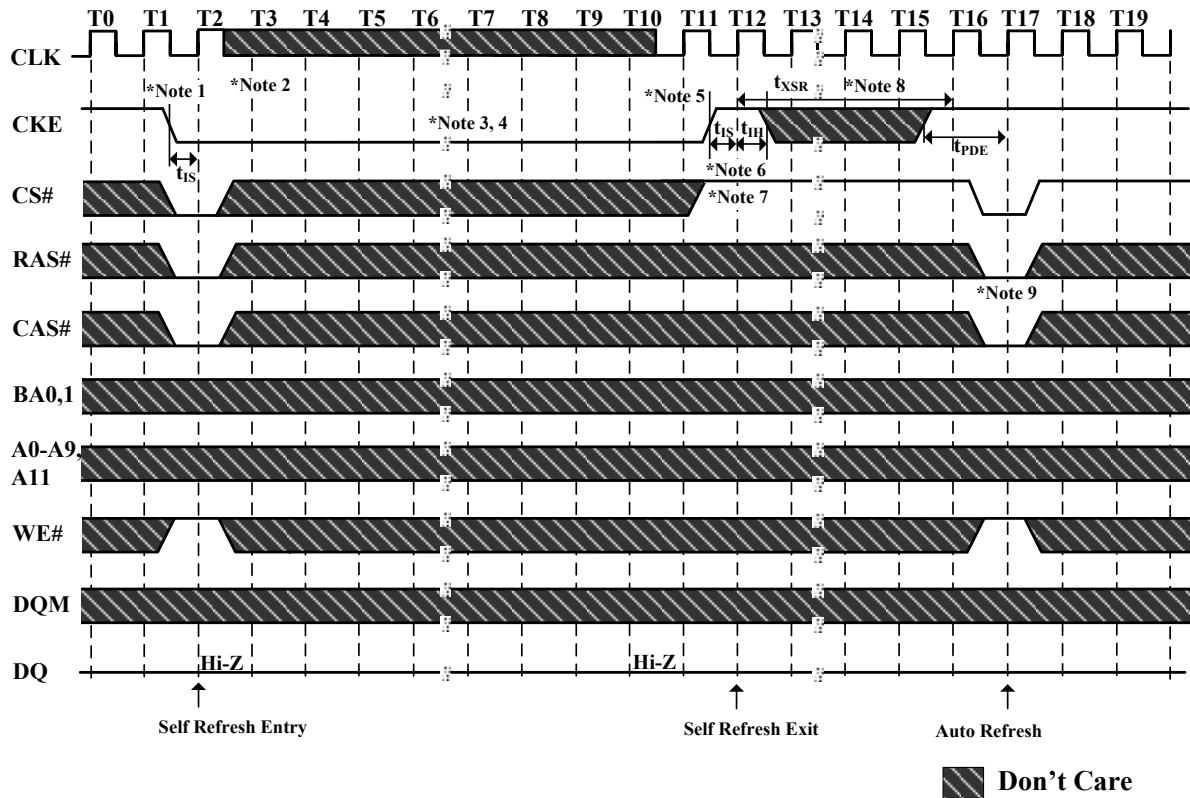 T0 T1 T2 T3 T4 T5 T6 T7 T8 T9 T10 T11 T12 T13 T14 T15 T16 T17 T18 T19
CLK
*Note 1 *Note 2 *Note 5 tXSR *Note 8
CKE
*Note 3, 4
tIS tIS tIH tPDE
*Note 6
CS#
*Note 7
RAS#
*Note 9
CAS#
BA0,1
A0-A9,
A11
WE#
DQM
DQ
Hi-Z Hi-Z
Self Refresh Entry Self Refresh Exit Auto Refresh
Don't Care